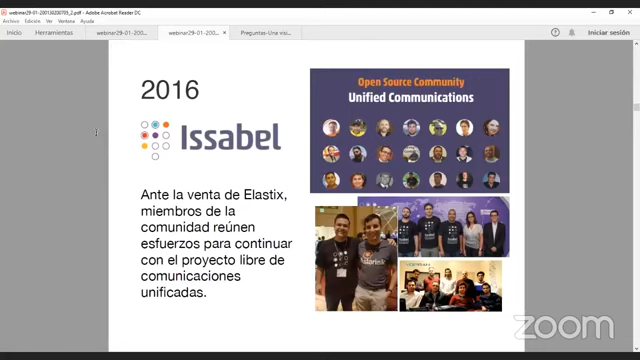 webinar29-01-200130200705_2.pdf - Adobe Acrobat Reader DC
Archivo Edición Ver Ventana Ayuda
Inicio Herramientas webinar29-01-200... webinar29-01-200... × Preguntas-Una visi... Iniciar sesión
2016
Issabel
Ante la venta de Elastix,
miembros de la
comunidad reúnen
esfuerzos para continuar
con el proyecto libre de
comunicaciones
unificadas.
Open Source Community
Unified Communications
zoom